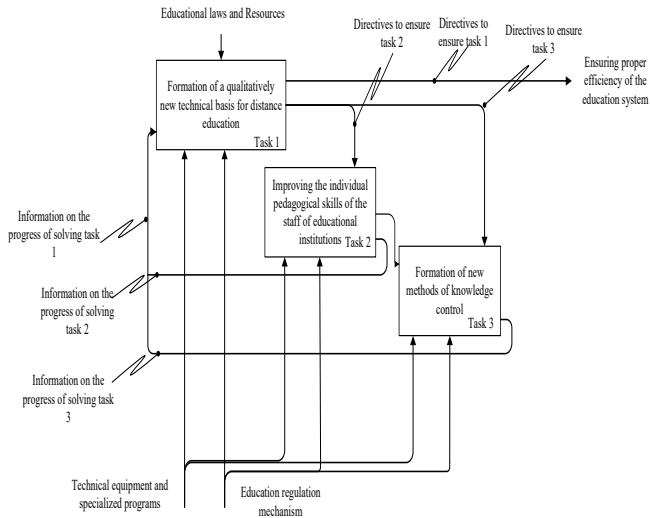 Educational laws and Resources
Directives to ensure
task 2
Directives to
ensure task 1
Directives to ensure
task 3
Ensuring proper
efficiency of the
education system
Formation of a qualitatively
new technical basis for distance
education
Task 1
Improving the individual
pedagogical skills of the
staff of educational
institutions
Task 2
Formation of new
methods of knowledge
control
Task 3
Information on the
progress of solving task
1
Information on the
progress of solving
task 2
Information on the
progress of solving task
3
Technical equipment and
specialized programs
Education regulation
mechanism